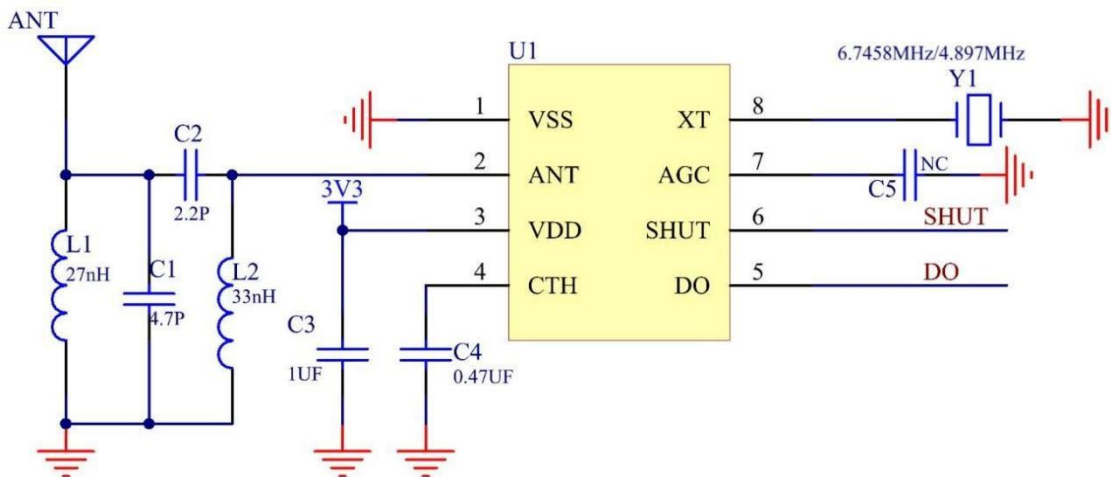 ANT
U1
6.7458MHz/4.897MHz
Y1
1
VSS
XT
8
C2
2.2P
2
ANT
AGC
7
C5
NC
3V3
3
VDD
SHUT
6
SHUT
L1
27nH
C1
4.7P
L2
33nH
4
CTH
DO
5
DO
C3
1UF
C4
0.47UF